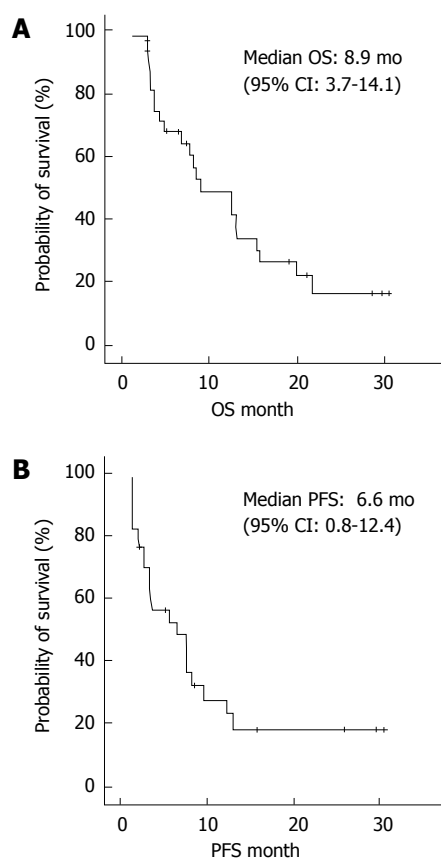 A
Median OS: 8.9 mo
(95% CI: 3.7-14.1)
Probability of survival (%)
100
80
60
40
20
0
0 10 20 30
OS month
B
Median PFS: 6.6 mo
(95% CI: 0.8-12.4)
Probability of survival (%)
100
80
60
40
20
0
0 10 20 30
PFS month